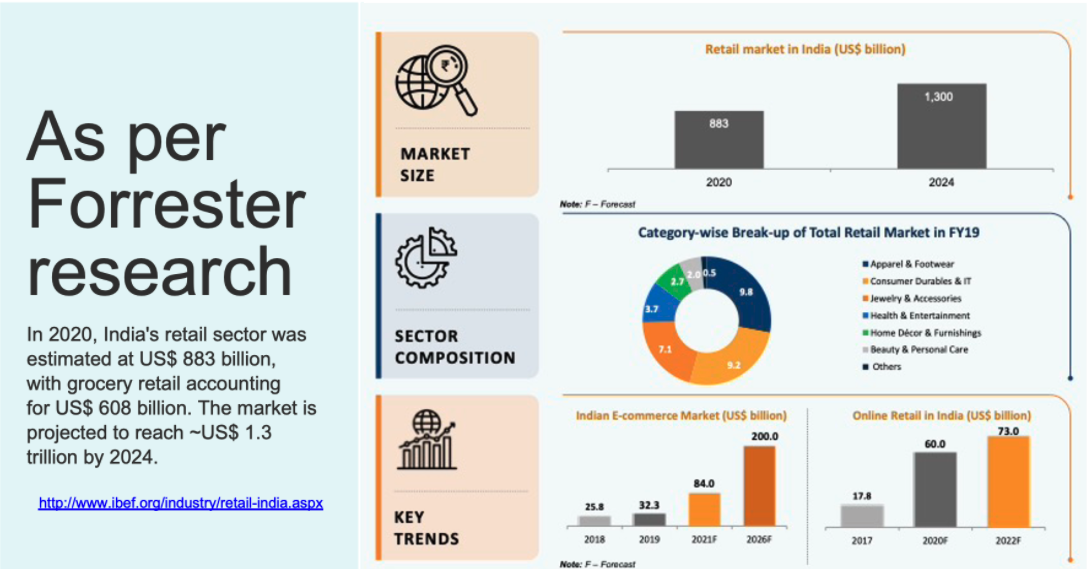 As per
Forrester
research
In 2020, India's retail sector was
estimated at US$ 883 billion,
with grocery retail accounting
for US$ 608 billion. The market is
projected to reach ~US$ 1.3
trillion by 2024.
http://www.ibef.org/industry/retail-india.aspx
₹
MARKET
SIZE
Retail market in India (US$ billion)
883
1,300
2020
2024
Note: F – Forecast
SECTOR
COMPOSITION
Category-wise Break-up of Total Retail Market in FY19
9.8
9.2
7.1
3.7
2.7
2.0
0.5
Apparel & Footwear
Consumer Durables & IT
Jewelry & Accessories
Health & Entertainment
Home Décor & Furnishings
Beauty & Personal Care
Others
KEY
TRENDS
Indian E-commerce Market (US$ billion)
25.8
32.3
84.0
200.0
2018
2019
2021F
2026F
Online Retail in India (US$ billion)
17.8
60.0
73.0
2017
2020F
2022F
Note: F – Forecast